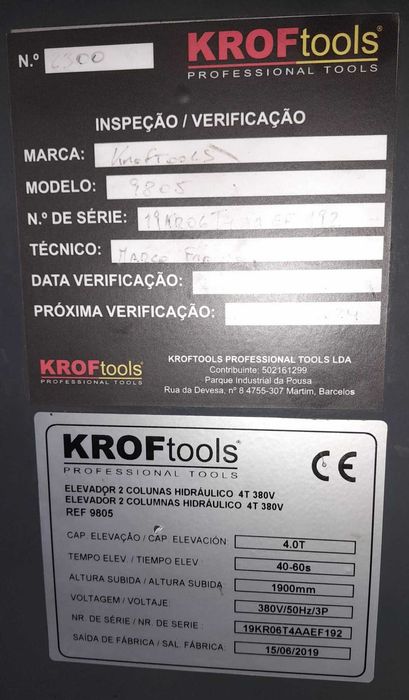 KROFtools®
PROFESSIONAL TOOLS
N.º 2300
INSPEÇÃO / VERIFICAÇÃO
MARCA: KROFTOOLS
MODELO: 9805
N.º DE SÉRIE:
TÉCNICO: MARCO
DATA VERIFICAÇÃO:
PRÓXIMA VERIFICAÇÃO:
KROFtools®
PROFESSIONAL TOOLS
KROFTOOLS PROFESSIONAL TOOLS LDA
Contribuinte: 502161299
Parque Industrial da Pousa
Rua da Devesa, nº 8 4755-307 Martim, Barcelos
KROFtools®
PROFESSIONAL TOOLS
CE
ELEVADOR 2 COLUNAS HIDRÁULICO 4T 380V
ELEVADOR 2 COLUMNAS HIDRÁULICO 4T 380V
REF 9805
CAP. ELEVAÇÃO / CAP. ELEVACIÓN: 4.0T
TEMPO ELEV. / TIEMPO ELEV: 40-60s
ALTURA SUBIDA / ALTURA SUBIDA: 1900mm
VOLTAGEM / VOLTAJE: 380V/50Hz/3P
NR. DE SÉRIE / NR. DE SERIE: 19KR06T4AAEF192
SAÍDA DE FÁBRICA / SAL. FÁBRICA: 15/06/2019